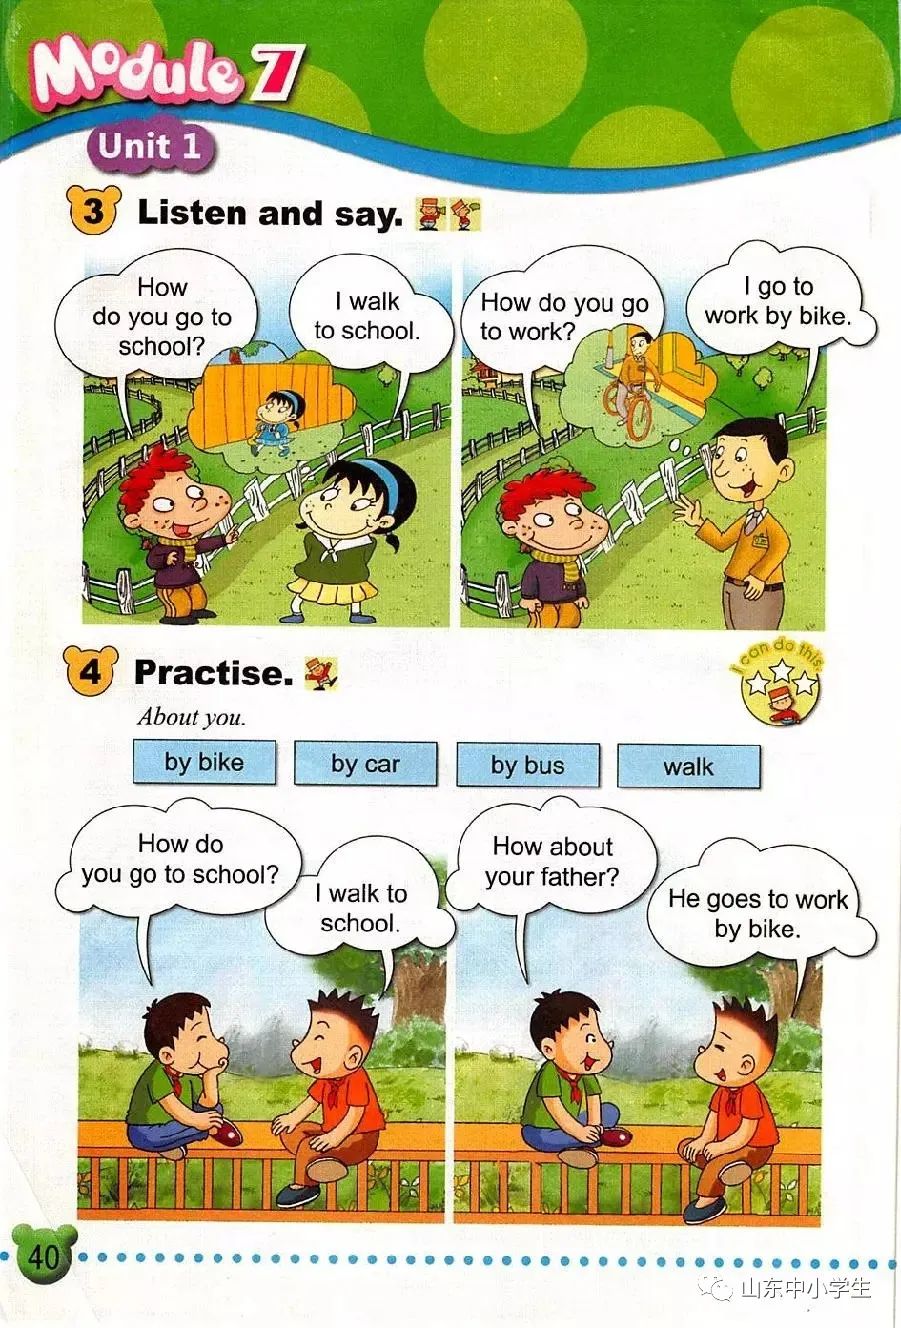 Module 7
Unit 1
3 Listen and say.
How
do you go to
school?
I walk
to school.
How do you go
to work?
I go to
work by bike.
4 Practise.
I can do this.
About you.
by bike
by car
by bus
walk
How do
you go to school?
I walk to
school.
How about
your father?
He goes to work
by bike.
40
山东中小学生